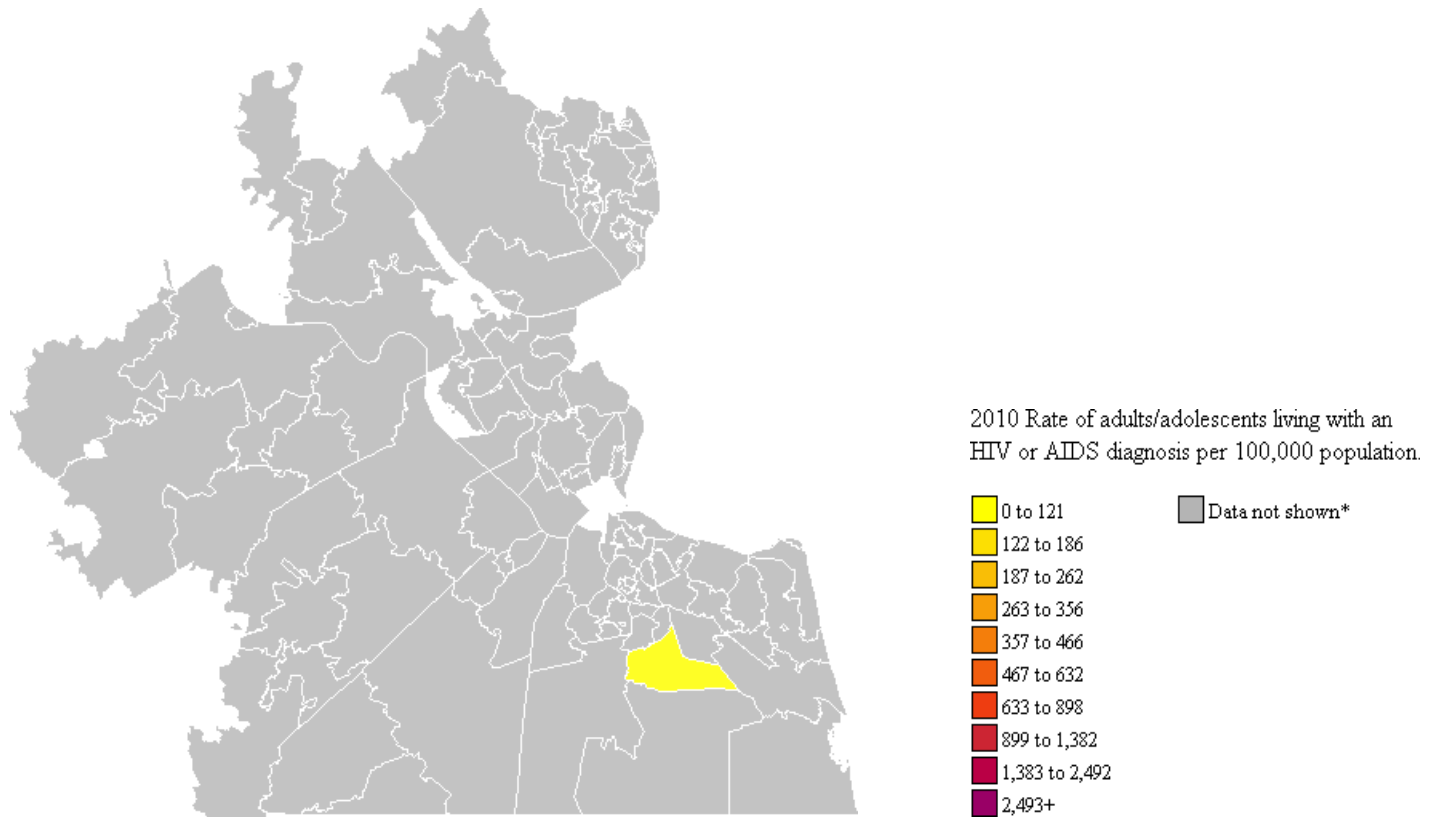 2010 Rate of adults/adolescents living with an
HIV or AIDS diagnosis per 100,000 population.
0 to 121
Data not shown*
122 to 186
187 to 262
263 to 356
357 to 466
467 to 632
633 to 898
899 to 1,382
1,383 to 2,492
2,493+